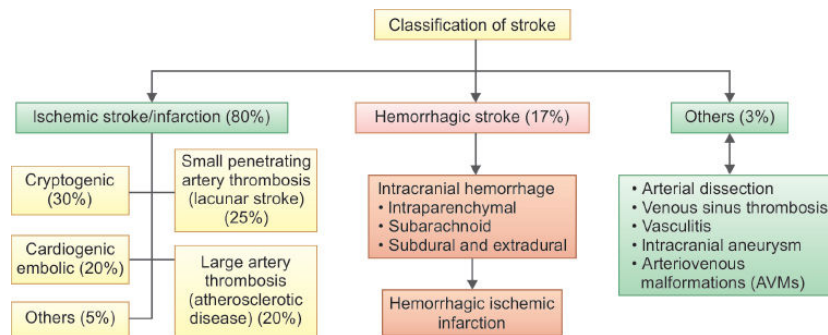 Classification of stroke
Ischemic stroke/infarction (80%)
Hemorrhagic stroke (17%)
Others (3%)
Cryptogenic
(30%)
Small penetrating
artery thrombosis
(lacunar stroke)
(25%)
Cardiogenic
embolic (20%)
Large artery
thrombosis
(atherosclerotic
disease) (20%)
Others (5%)
Intracranial hemorrhage
• Intraparenchymal
• Subarachnoid
• Subdural and extradural
Hemorrhagic ischemic
infarction
• Arterial dissection
• Venous sinus thrombosis
• Vasculitis
• Intracranial aneurysm
• Arteriovenous
malformations (AVMs)